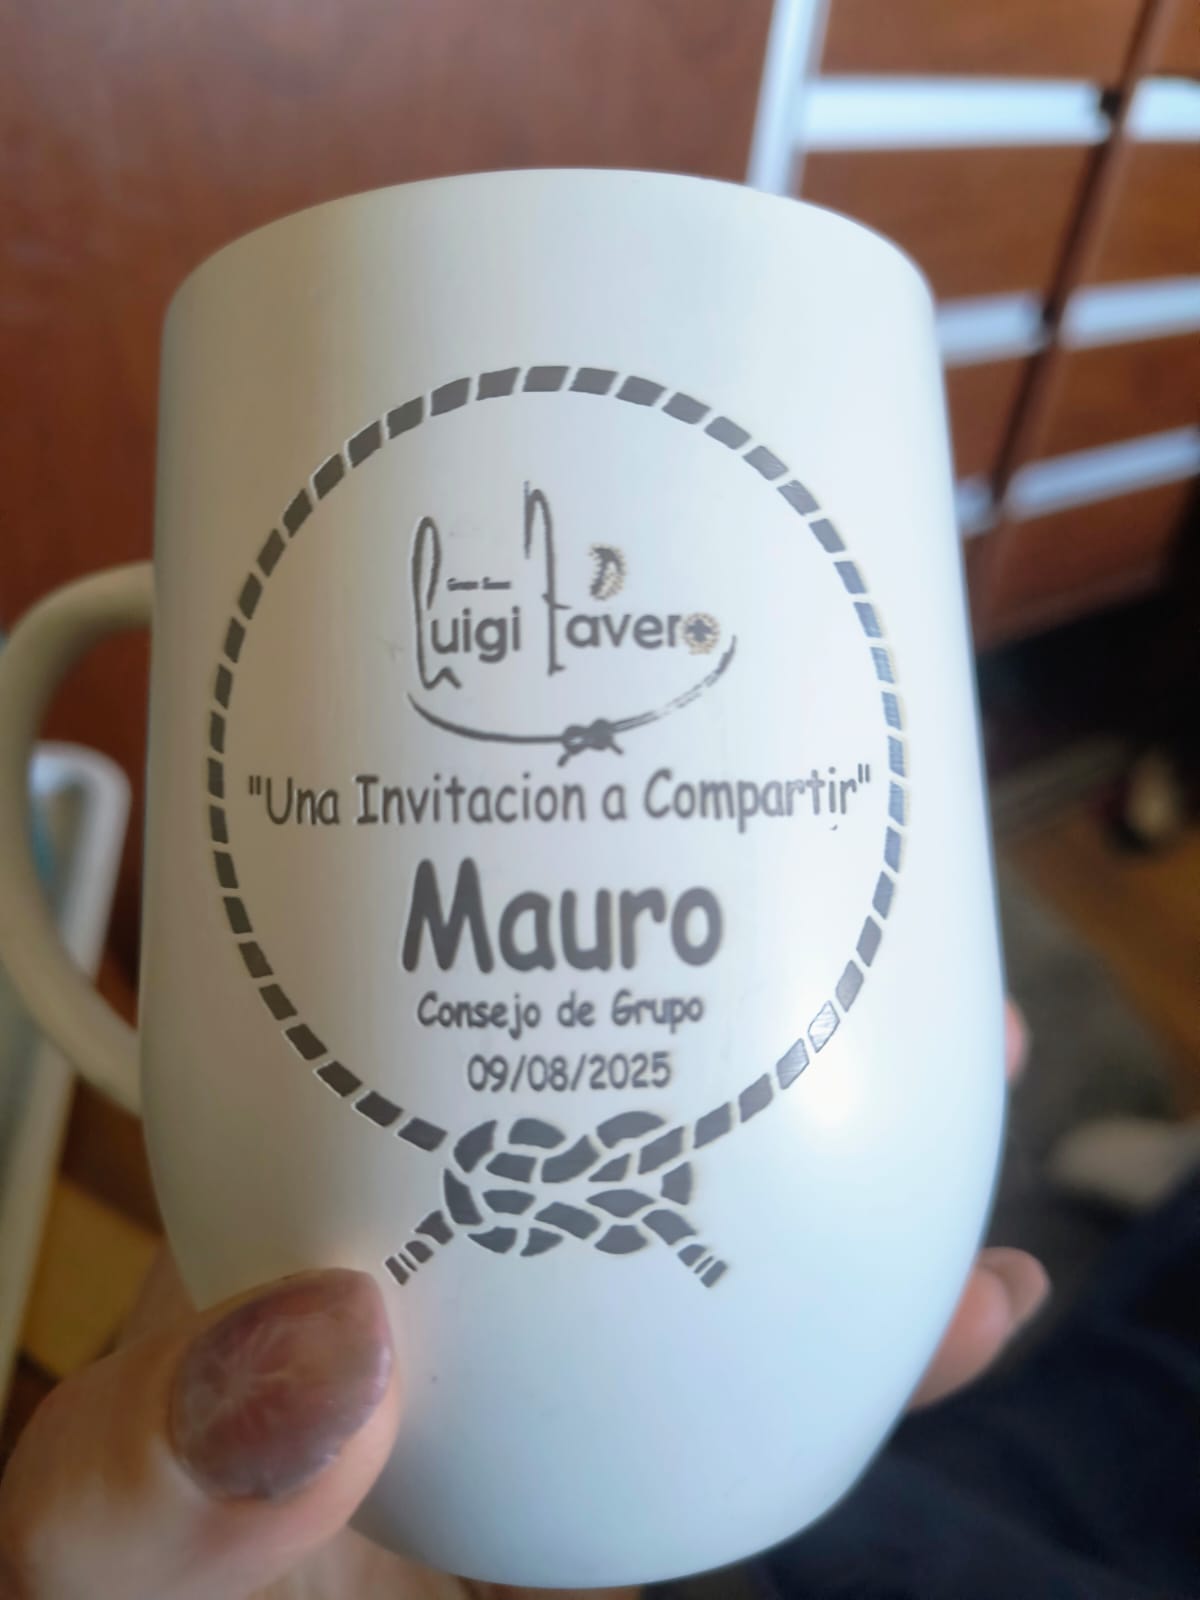 Luigi Favero
"Una Invitacion a Compartir"
Mauro
Consejo de Grupo
09/08/2025